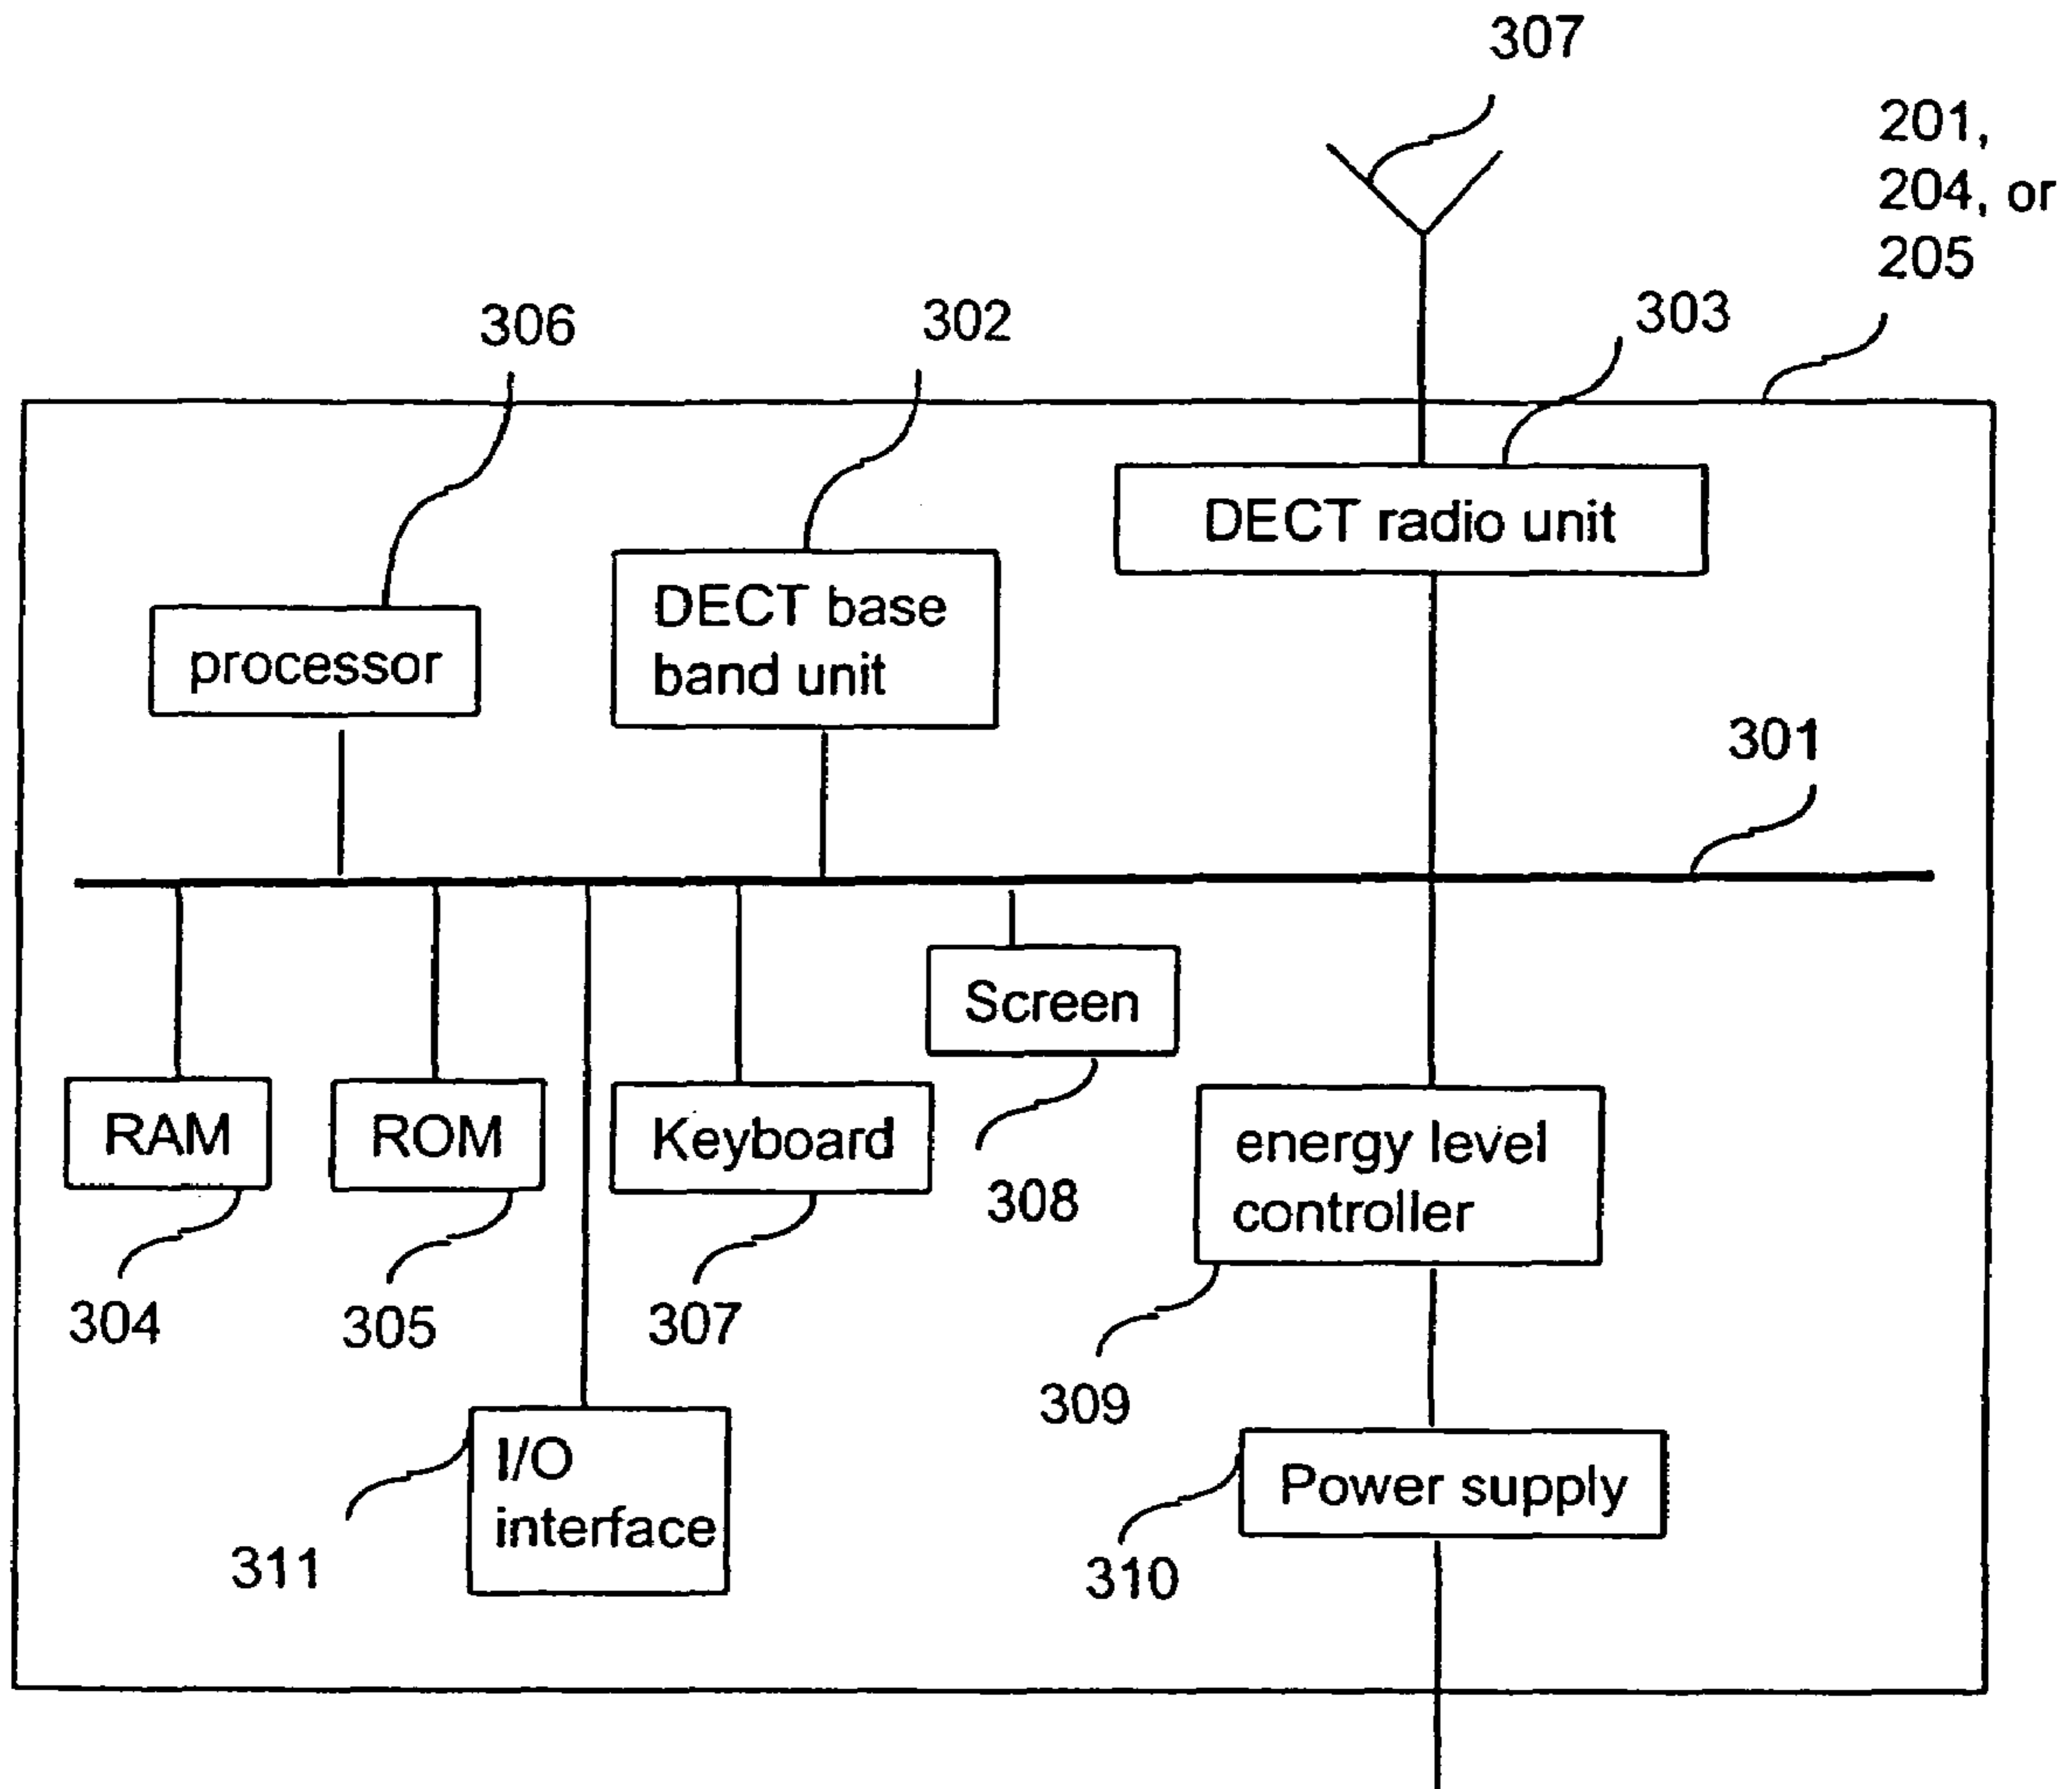 307
201,
204, or
205
306
302
303
DECT radio unit
DECT base
band unit
processor
301
Screen
RAM
ROM
Keyboard
energy level
controller
308
304
305
307
309
I/O
interface
Power supply
311
310